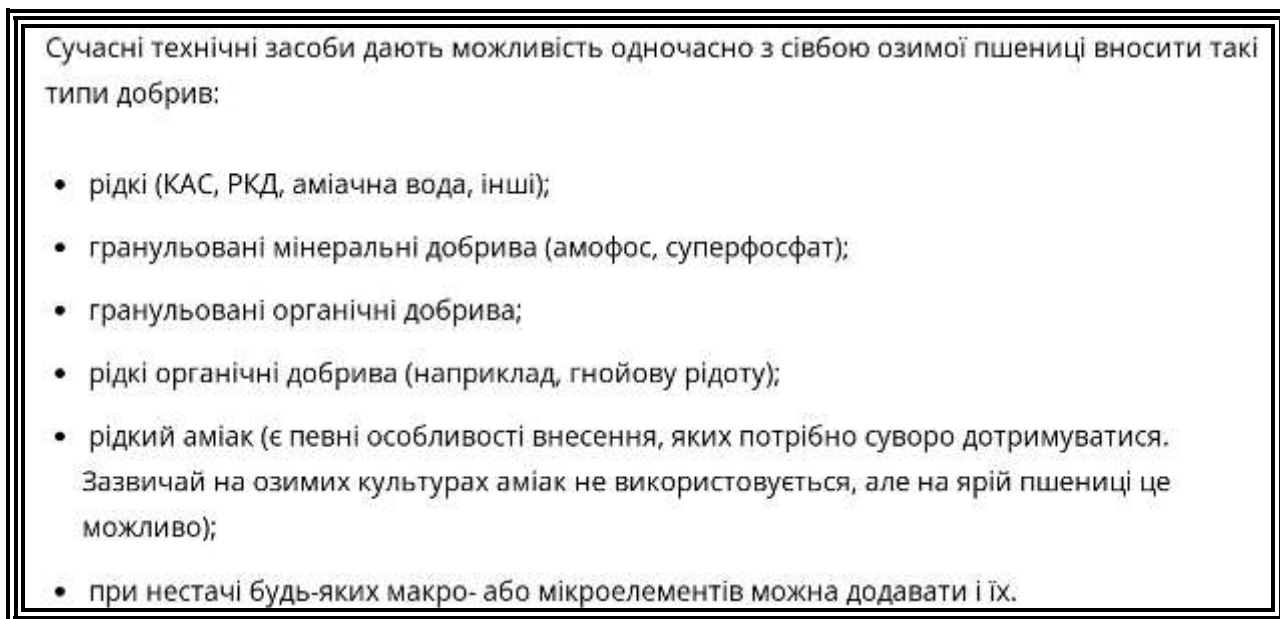 Сучасні технічні засоби дають можливість одночасно з сівбою озимої пшениці вносити такі
типи добрив:
• рідкі (КАС, РКД, аміачна вода, інші);
• гранульовані мінеральні добрива (амофос, суперфосфат);
• гранульовані органічні добрива;
• рідкі органічні добрива (наприклад, гнойову рідоту);
• рідкий аміак (є певні особливості внесення, яких потрібно суворо дотримуватися.
Зазвичай на озимих культурах аміак не використовується, але на ярій пшениці це
можливо);
• при нестачі будь-яких макро- або мікроелементів можна додавати і їх.